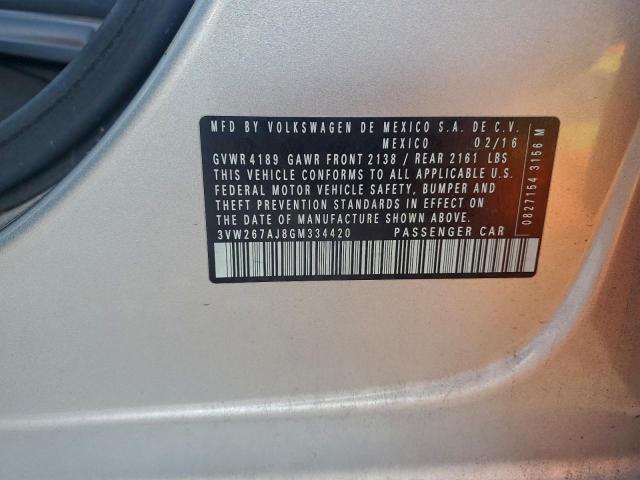 MFD BY VOLKSWAGEN DE MEXICO S.A. DE C.V.
MEXICO 02/16
GVWR 4189 GAWR FRONT 2138 / REAR 2161 LBS
THIS VEHICLE CONFORMS TO ALL APPLICABLE U.S.
FEDERAL MOTOR VEHICLE SAFETY, BUMPER AND
THEFT PREVENTION STANDARDS IN EFFECT ON
THE DATE OF MANUFACTURE SHOWN ABOVE.
3VW267AJ8GM334420 PASSENGER CAR
0827154 3156 M